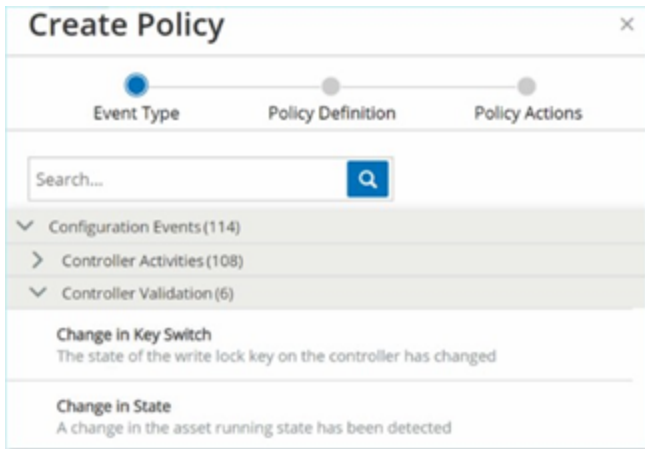 Create Policy
Event Type Policy Definition Policy Actions
Search...
Configuration Events (114)
Controller Activities (108)
Controller Validation (6)
Change in Key Switch
The state of the write lock key on the controller has changed
Change in State
A change in the asset running state has been detected